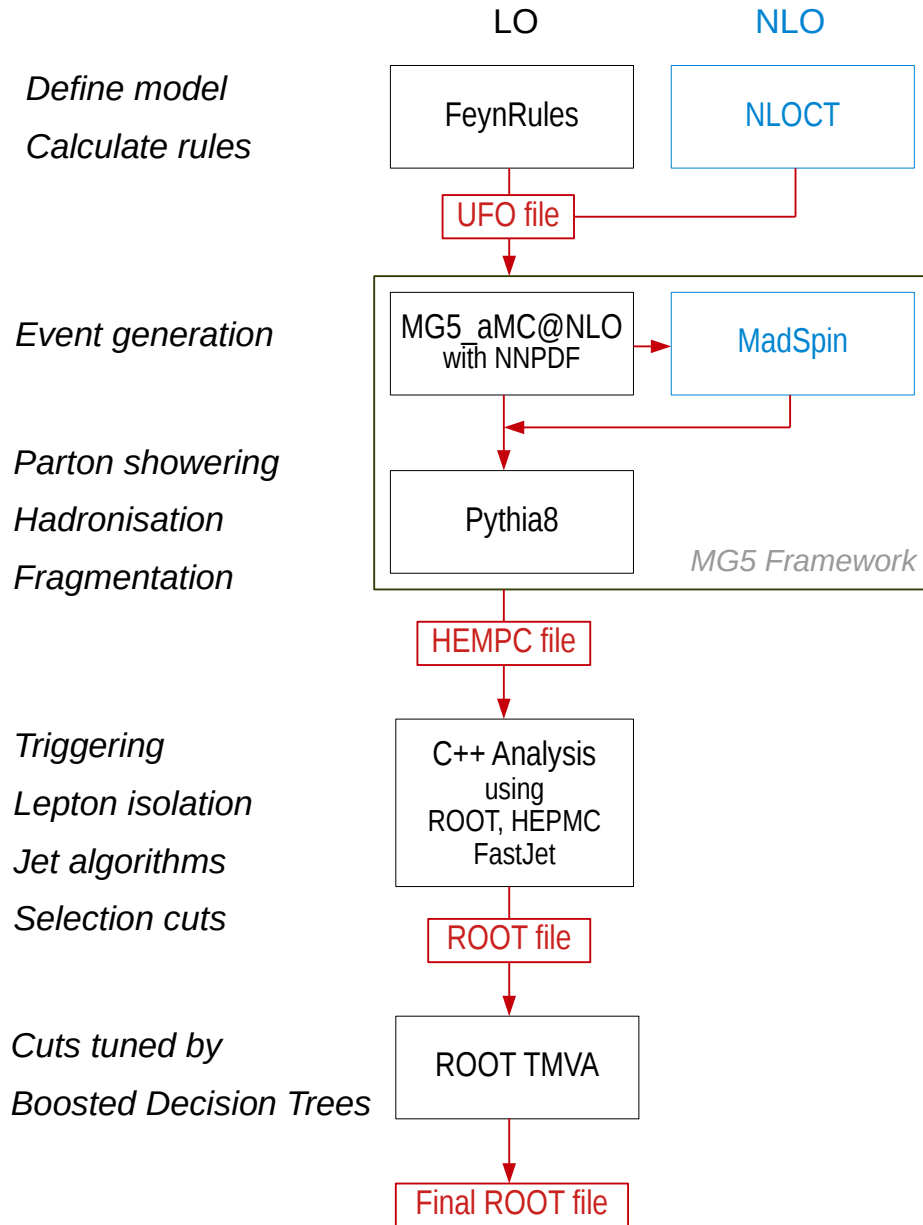 LO
NLO
Define model
Calculate rules
FeynRules
NLOCT
UFO file
Event generation
MG5_aMC@NLO
with NNPDF
MadSpin
Parton showering
Hadronisation
Fragmentation
Pythia8
MG5 Framework
HEMPC file
Triggering
Lepton isolation
Jet algorithms
Selection cuts
C++ Analysis
using
ROOT, HEPMC
FastJet
ROOT file
Cuts tuned by
Boosted Decision Trees
ROOT TMVA
Final ROOT file